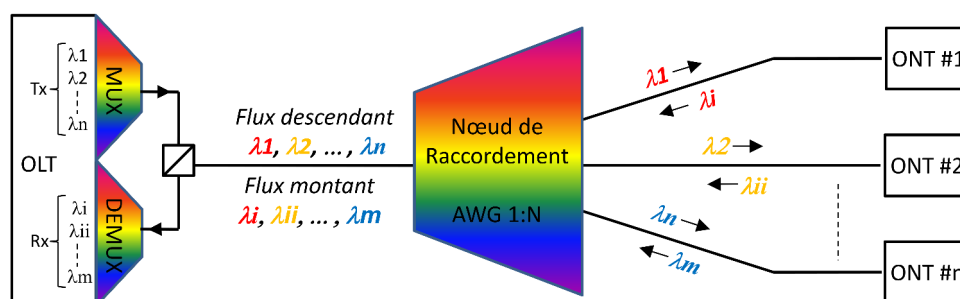 OLT
Tx
λ1
λ2
λn
MUX
Rx
λi
λii
λm
DEMUX
Flux descendant
λ1, λ2, ... , λn
Flux montant
λi, λii, ... , λm
Nœud de
Raccordement
AWG 1:N
λ1
λi
λ2
λii
λn
λm
ONT #1
ONT #2
ONT #n